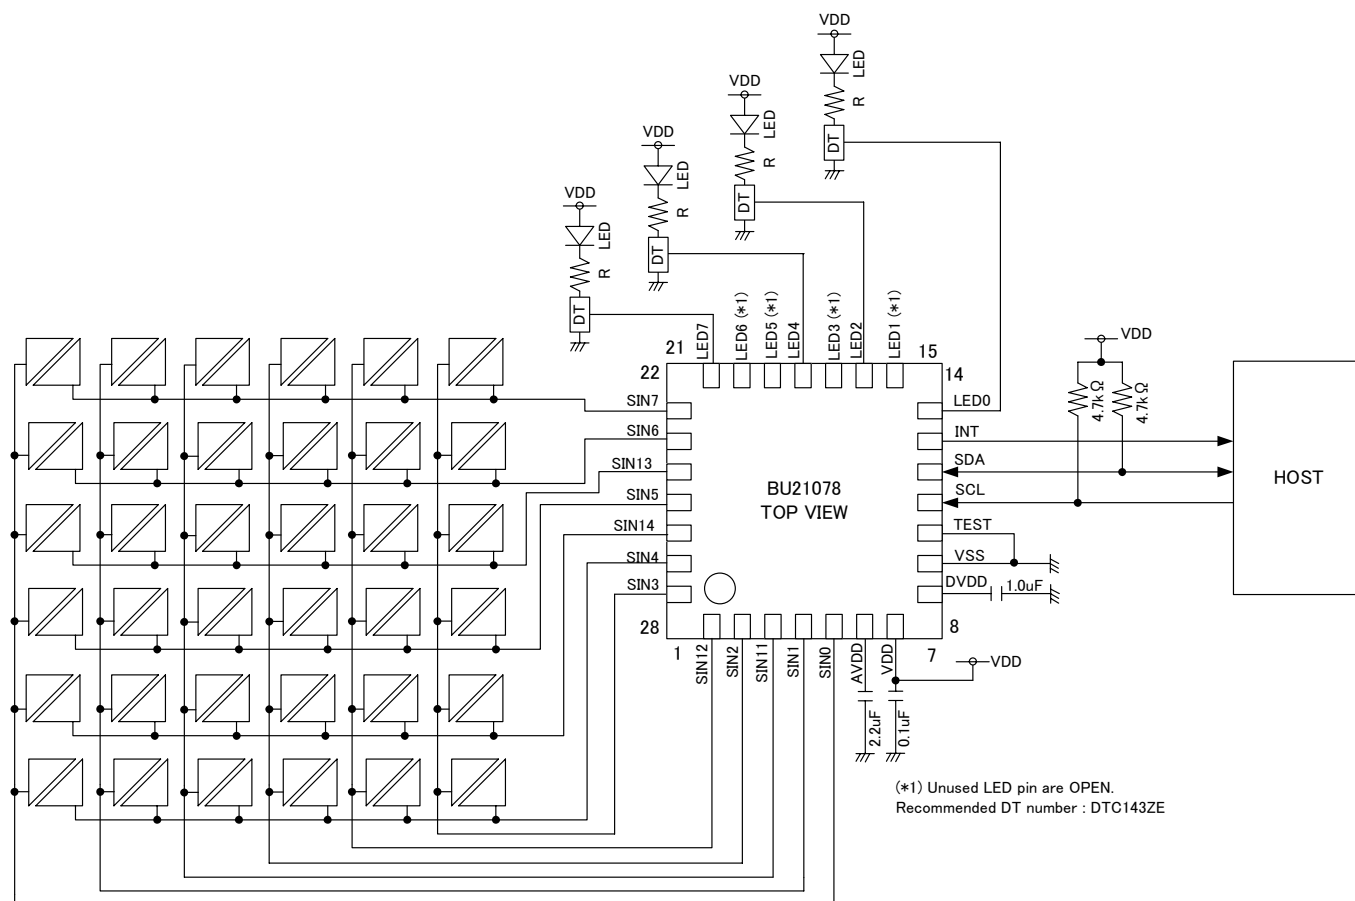 VDD
LED
R
DT
VDD
LED
R
DT
VDD
LED
R
DT
VDD
LED
R
DT
LED7
LED6 (*1)
LED5 (*1)
LED4
LED3 (*1)
LED2
LED1 (*1)
21
15
22
14
SIN7
SIN6
SIN13
SIN5
SIN14
SIN4
SIN3
BU21078
TOP VIEW
LED0
INT
SDA
SCL
TEST
VSS
DVDD
1.0uF
VDD
4.7kΩ
4.7kΩ
HOST
28
8
1
7
SIN12
SIN2
SIN11
SIN1
SIN0
AVDD
VDD
VDD
2.2uF
0.1uF
(*1) Unused LED pin are OPEN.
Recommended DT number : DTC143ZE